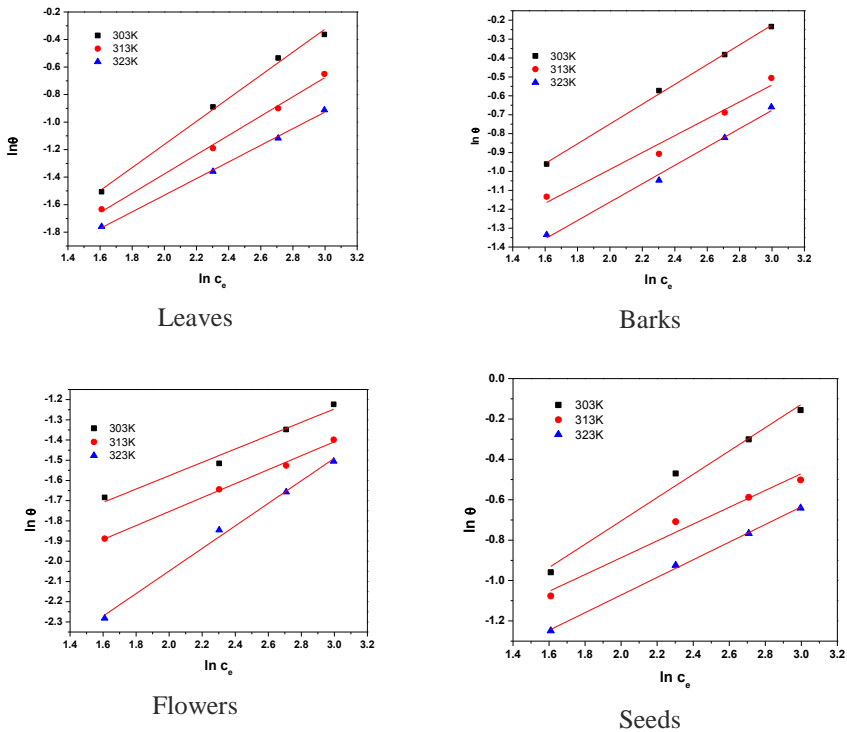 -0.2
-0.4
-0.6
-0.8
-1.0
-1.2
-1.4
-1.6
-1.8
lnθ
303K
313K
323K
1.4 1.6 1.8 2.0 2.2 2.4 2.6 2.8 3.0 3.2
ln ce
Leaves
-0.2
-0.3
-0.4
-0.5
-0.6
-0.7
-0.8
-0.9
-1.0
-1.1
-1.2
-1.3
-1.4
ln θ
303K
313K
323K
1.4 1.6 1.8 2.0 2.2 2.4 2.6 2.8 3.0 3.2
ln ce
Barks
-1.2
-1.3
-1.4
-1.5
-1.6
-1.7
-1.8
-1.9
-2.0
-2.1
-2.2
-2.3
ln θ
303K
313K
323K
1.4 1.6 1.8 2.0 2.2 2.4 2.6 2.8 3.0 3.2
ln ce
Flowers
0.0
-0.2
-0.4
-0.6
-0.8
-1.0
-1.2
ln θ
303K
313K
323K
1.4 1.6 1.8 2.0 2.2 2.4 2.6 2.8 3.0 3.2
ln ce
Seeds